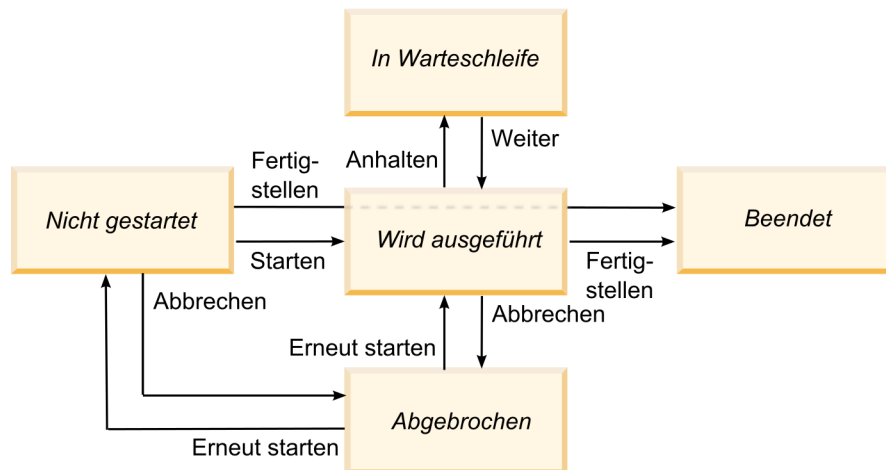 In Warteschleife
Anhalten
Weiter
Fertig-
stellen
Nicht gestartet
Starten
Wird ausgeführt
Fertig-
stellen
Beendet
Abbrechen
Abbrechen
Erneut starten
Abgebrochen
Erneut starten